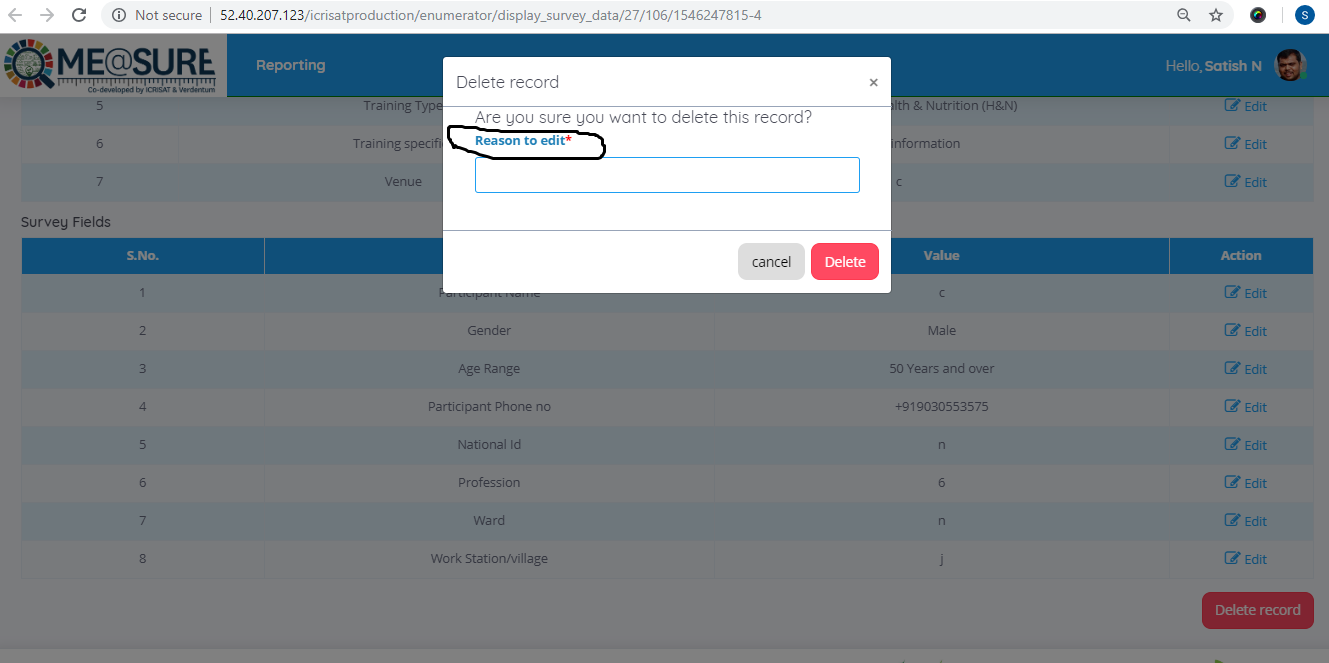 Not secure 52.40.207.123/icrisatproduction/enumerator/display_survey_data/27/106/1546247815-4 S
ME@SURE
Co-developed by ICRISAT & Verdentum
Reporting
Hello, Satish N
Delete record ×
Are you sure you want to delete this record?
Reason to edit*
cancel Delete
5 Training Type & Nutrition (H&N) Edit
6 Training information Edit
7 Venue c Edit
Survey Fields
S.No. Value Action
1 Participant Name c Edit
2 Gender Male Edit
3 Age Range 50 Years and over Edit
4 Participant Phone no +919030553575 Edit
5 National Id n Edit
6 Profession 6 Edit
7 Ward n Edit
8 Work Station/village j Edit
Delete record